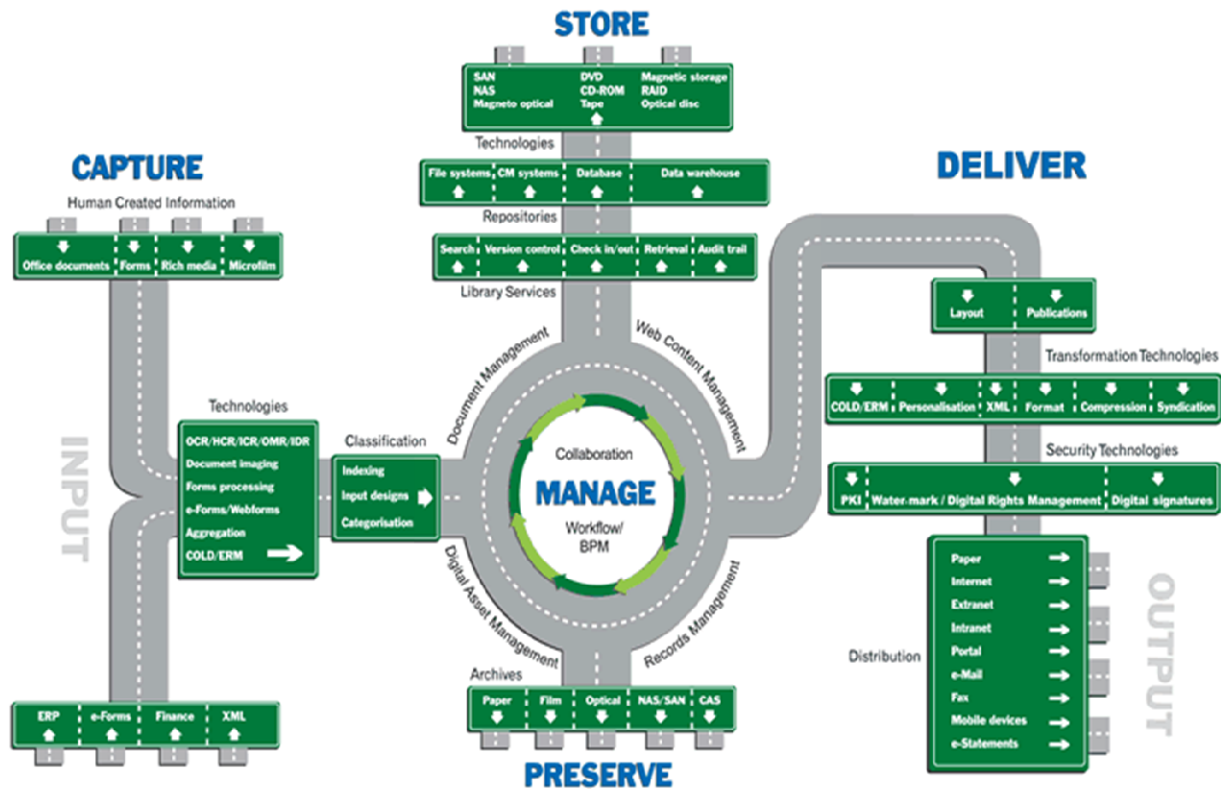 STORE
SAN DVD Magnetic storage
NAS CD-ROM RAID
Magneto optical Tape Optical disc
Technologies
File systems CM systems Database Data warehouse
Repositories
Search Version control Check in/out Retrieval Audit trail
Library Services
CAPTURE
Human Created Information
Office documents Forms Rich media Microfilm
INPUT
Technologies
OCR/HCR/ICR/OMR/IDR
Document imaging
Forms processing
e-Forms/Webforms
Aggregation
COLD/ERM
Classification
Indexing
Input designs
Categorisation
ERP e-Forms Finance XML
Document Management
Web Content Management
Collaboration
MANAGE
Workflow/
BPM
Digital Asset Management
Records Management
Archives
Paper Film Optical NAS/SAN CAS
PRESERVE
DELIVER
Layout Publications
Transformation Technologies
COLD/ERM Personalisation XML Format Compression Syndication
Security Technologies
PKI Water-mark / Digital Rights Management Digital signatures
Distribution
Paper
Internet
Extranet
Intranet
Portal
e-Mail
Fax
Mobile devices
e-Statements
OUTPUT